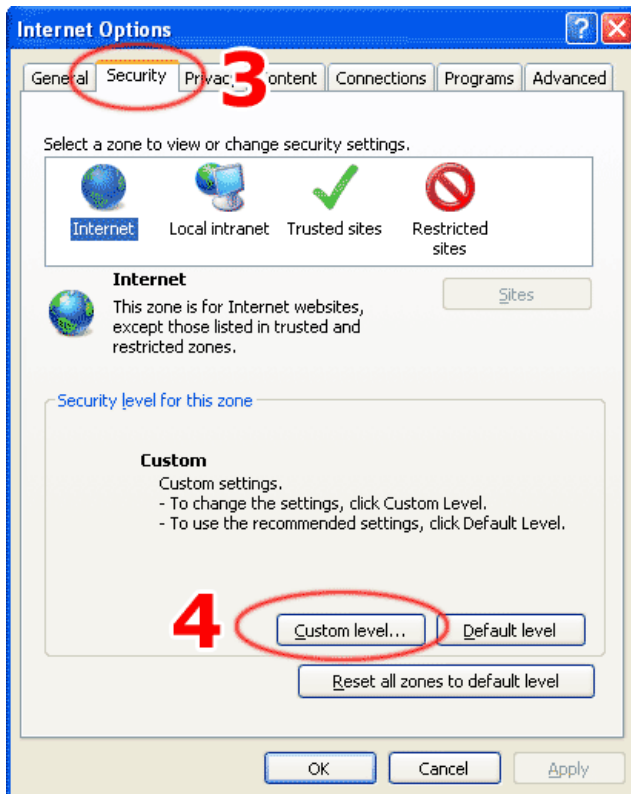 Internet Options
General Security Privacy Content Connections Programs Advanced
3
Select a zone to view or change security settings.
Internet Local intranet Trusted sites Restricted
sites
Internet
Sites
This zone is for Internet websites,
except those listed in trusted and
restricted zones.
Security level for this zone
Custom
Custom settings.
- To change the settings, click Custom Level.
- To use the recommended settings, click Default Level.
4
Custom level... Default level
Reset all zones to default level
OK Cancel Apply